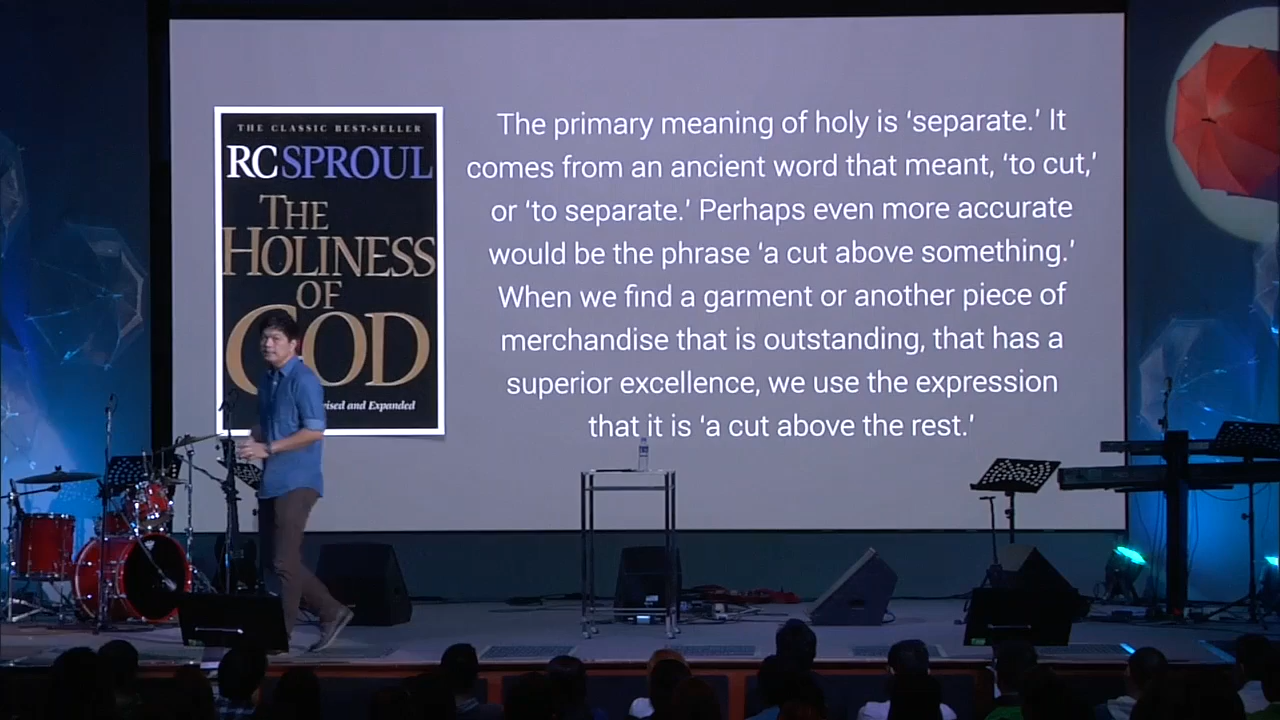 THE CLASSIC BEST-SELLER
RC SPROUL
THE
HOLINESS
OF
GOD
and Expanded
The primary meaning of holy is ‘separate.’ It
comes from an ancient word that meant, ‘to cut,’
or ‘to separate.’ Perhaps even more accurate
would be the phrase ‘a cut above something.’
When we find a garment or another piece of
merchandise that is outstanding, that has a
superior excellence, we use the expression
that it is ‘a cut above the rest.’